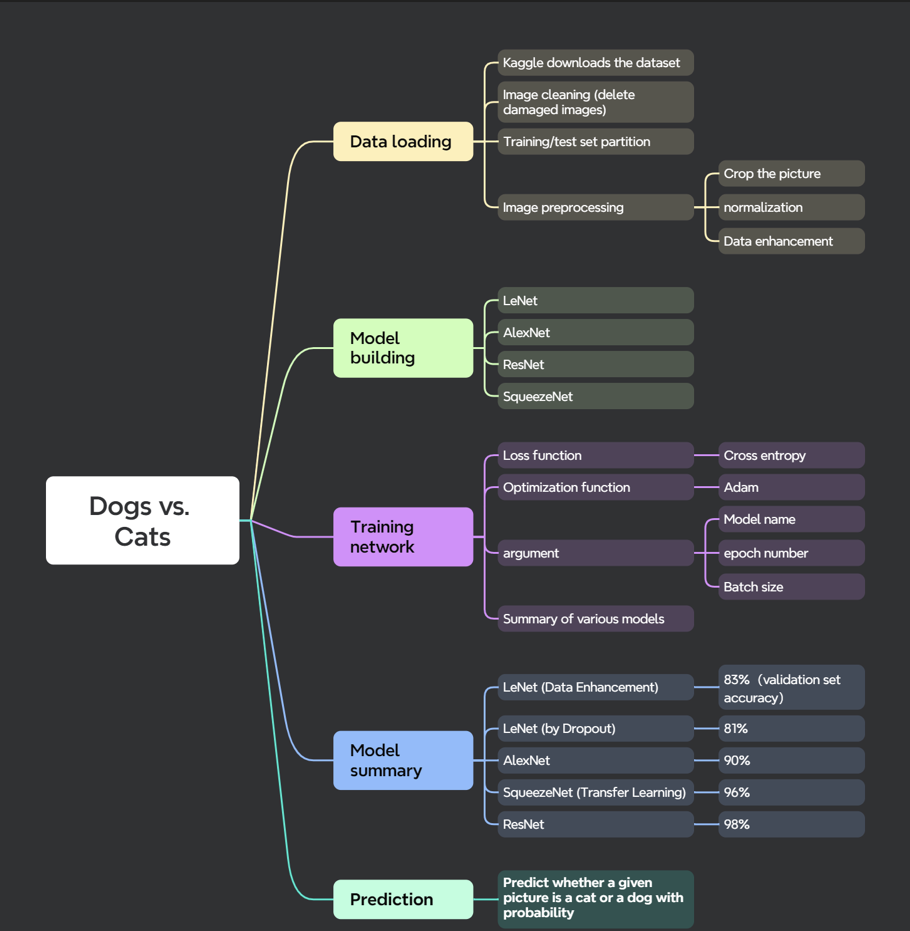 Dogs vs.
Cats
Data loading
Kaggle downloads the dataset
Image cleaning (delete
damaged images)
Training/test set partition
Image preprocessing
Crop the picture
normalization
Data enhancement
Model
building
LeNet
AlexNet
ResNet
SqueezeNet
Training
network
Loss function
Cross entropy
Optimization function
Adam
argument
Model name
epoch number
Batch size
Summary of various models
Model
summary
LeNet (Data Enhancement)
83%（validation set
accuracy）
LeNet (by Dropout)
81%
AlexNet
90%
SqueezeNet (Transfer Learning)
96%
ResNet
98%
Prediction
Predict whether a given
picture is a cat or a dog with
probability